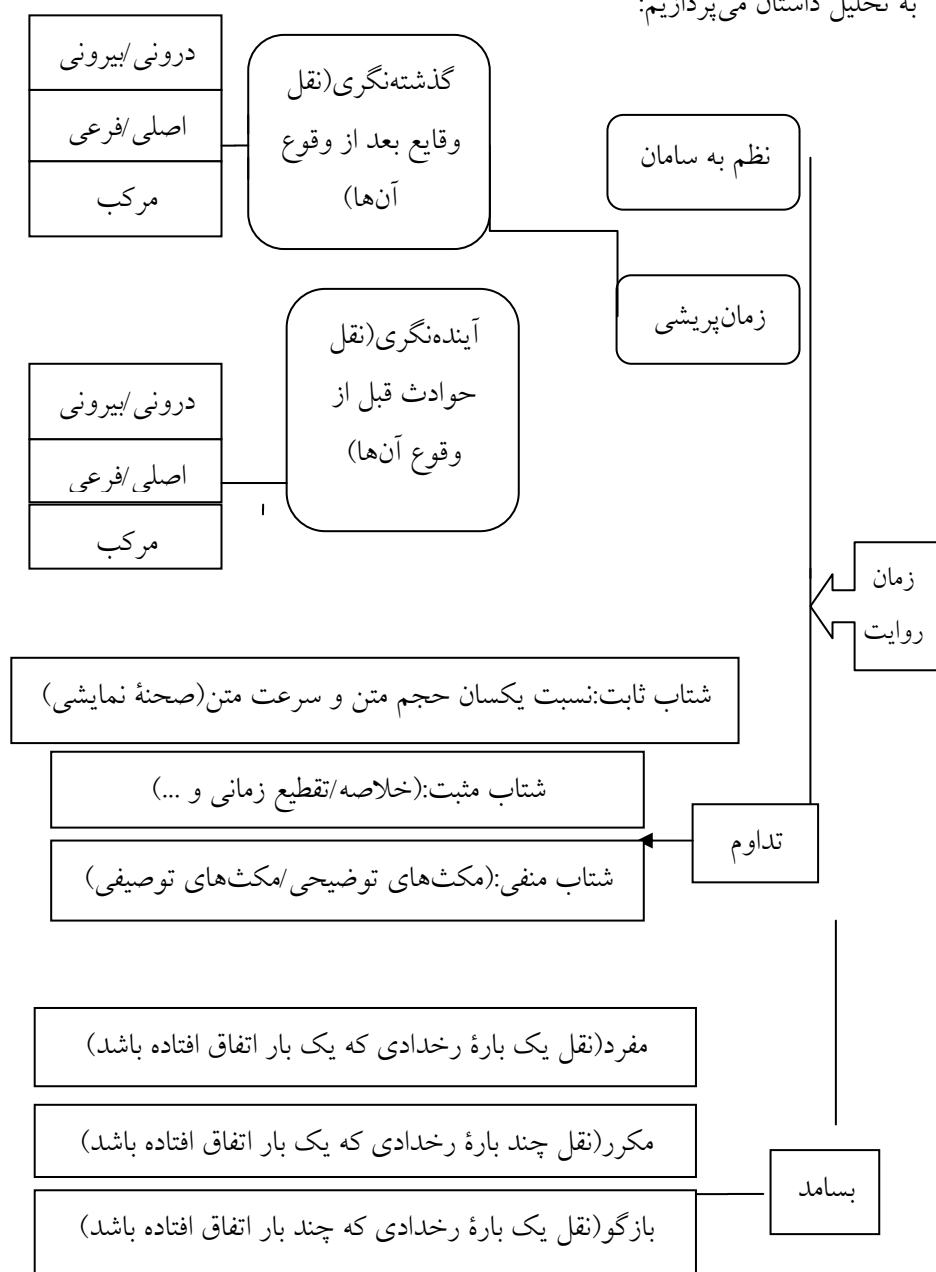 به تحلیل داستان می‌پردازیم:
درونی/بیرونی
اصلی/فرعی
مرکب
گذشته‌نگری(نقل
وقایع بعد از وقوع
آن‌ها)
نظم به سامان
زمان‌پریشی
آینده‌نگری(نقل
حوادث قبل از
وقوع آن‌ها)
درونی/بیرونی
اصلی/فرعی
مرکب
زمان
روایت
شتاب ثابت:نسبت یکسان حجم متن و سرعت متن(صحنۀ نمایشی)
شتاب مثبت:(خلاصه/تقطیع زمانی و ...)
شتاب منفی:(مکث‌های توضیحی/مکث‌های توصیفی)
تداوم
مفرد(نقل یک بارۀ رخدادی که یک بار اتفاق افتاده باشد)
مکرر(نقل چند بارۀ رخدادی که یک بار اتفاق افتاده باشد)
بازگو(نقل یک بارۀ رخدادی که چند بار اتفاق افتاده باشد)
بسامد